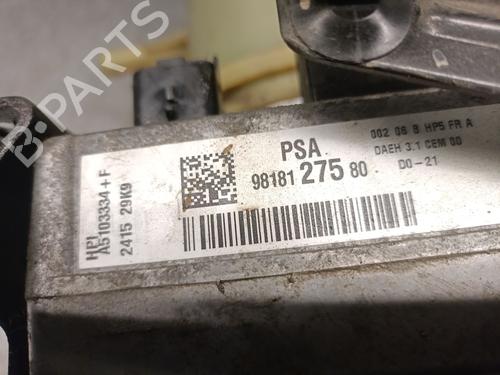 PSA
98181 275 80
002 06 8 HP5 FR A
DAEH 3.1 CEM 00
D0-21
HPI
A5103334+F
2415 29K9